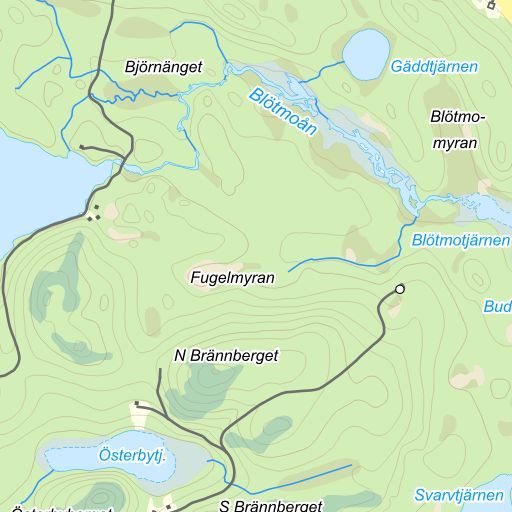 Björnänget
Gäddtjärnen
Blötmoån
Blötmo-
myran
Blötmotjärnen
Fugelmyran
Bud
N Brännberget
Österbytj.
Svarvtjärnen
S Brännberget